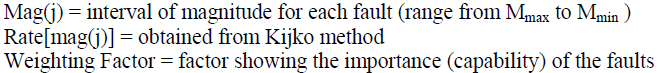 Mag(j) = interval of magnitude for each fault (range from Mmax to Mmin )
Rate[mag(j)] = obtained from Kijko method
Weighting Factor = factor showing the importance (capability) of the faults